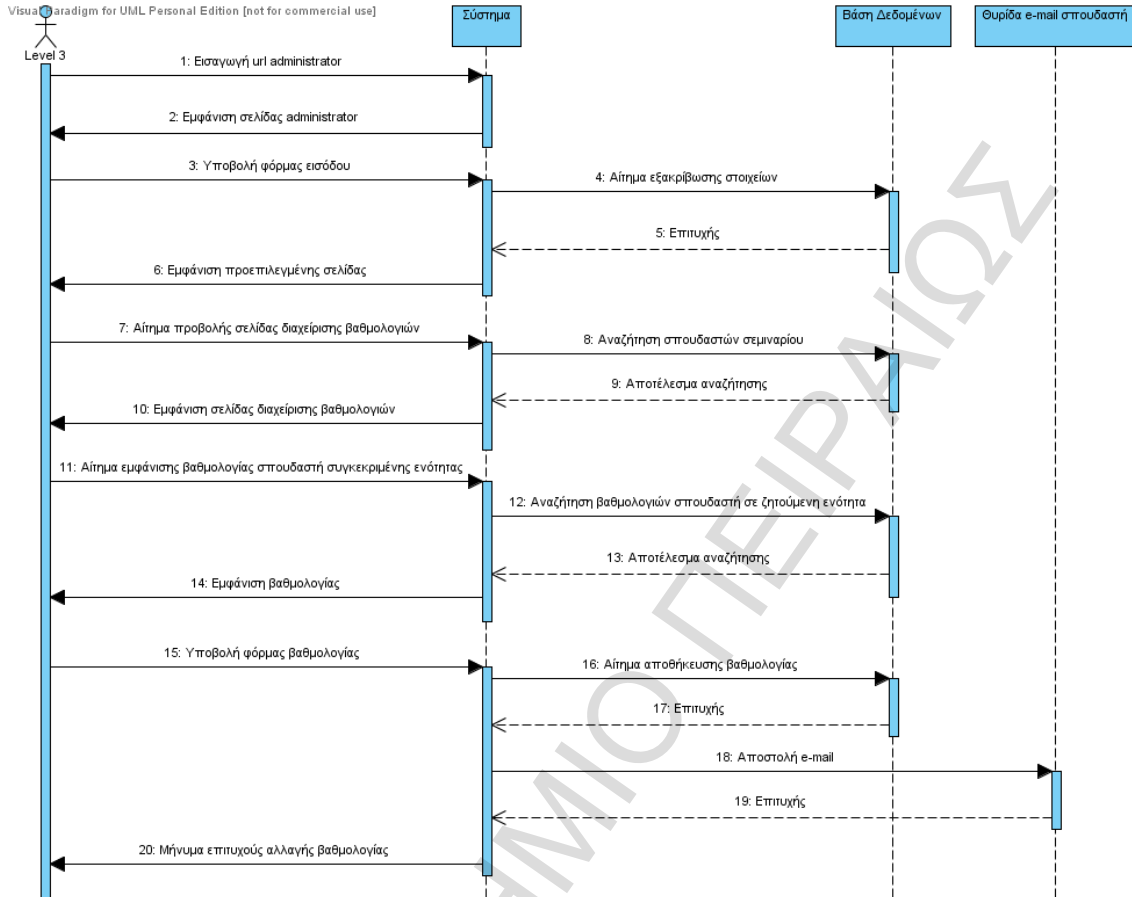 Visual Paradigm for UML Personal Edition [not for commercial use]
Level 3
Σύστημα
Βάση Δεδομένων
Θυρίδα e-mail σπουδαστή
1: Εισαγωγή url administrator
2: Εμφάνιση σελίδας administrator
3: Υποβολή φόρμας εισόδου
4: Αίτημα εξακρίβωσης στοιχείων
5: Επιτυχής
6: Εμφάνιση προεπιλεγμένης σελίδας
7: Αίτημα προβολής σελίδας διαχείρισης βαθμολογιών
8: Αναζήτηση σπουδαστών σεμιναρίου
9: Αποτέλεσμα αναζήτησης
10: Εμφάνιση σελίδας διαχείρισης βαθμολογιών
11: Αίτημα εμφάνισης βαθμολογίας σπουδαστή συγκεκριμένης ενότητας
12: Αναζήτηση βαθμολογιών σπουδαστή σε ζητούμενη ενότητα
13: Αποτέλεσμα αναζήτησης
14: Εμφάνιση βαθμολογίας
15: Υποβολή φόρμας βαθμολογίας
16: Αίτημα αποθήκευσης βαθμολογίας
17: Επιτυχής
18: Αποστολή e-mail
19: Επιτυχής
20: Μήνυμα επιτυχούς αλλαγής βαθμολογίας
ΗΜΙΟ ΠΕΙΡΑΙΩΣ